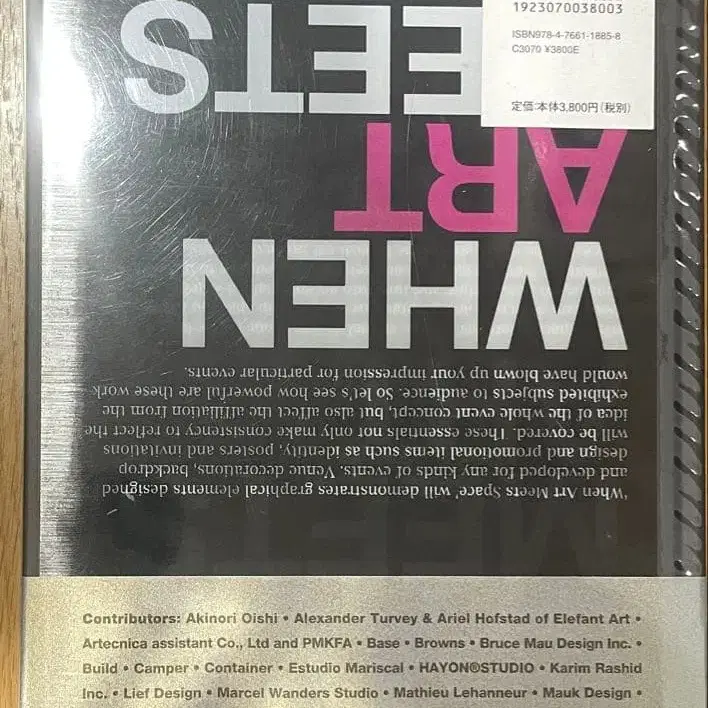 1923070038003
ISBN978-4-7661-1885-8
C3070 ¥3800E
定価:本体3,800円(税別)
'When Art Meets Space' will demonstrates graphical elements designed
and developed for any kinds of events. Venue decorations, backdrop
design and promotional items such as identity, posters and invitations
will be covered. These essentials not only make consistency to reflect the
idea of the whole event concept, but also affect the affiliation from the
exhibited subjects to audience. So let's see how powerful are these work
would have blown up your impression for particular events.
WHEN
ART
EETS
Contributors: Akinori Oishi • Alexander Turvey & Ariel Hofstad of Elefant Art •
Artecnica assistant Co., Ltd and PMKFA • Base • Browns • Bruce Mau Design Inc. •
Build • Camper • Container • Estudio Mariscal • HAYON®STUDIO • Karim Rashid
Inc. • Lief Design • Marcel Wanders Studio • Mathieu Lehanneur • Mauk Design •